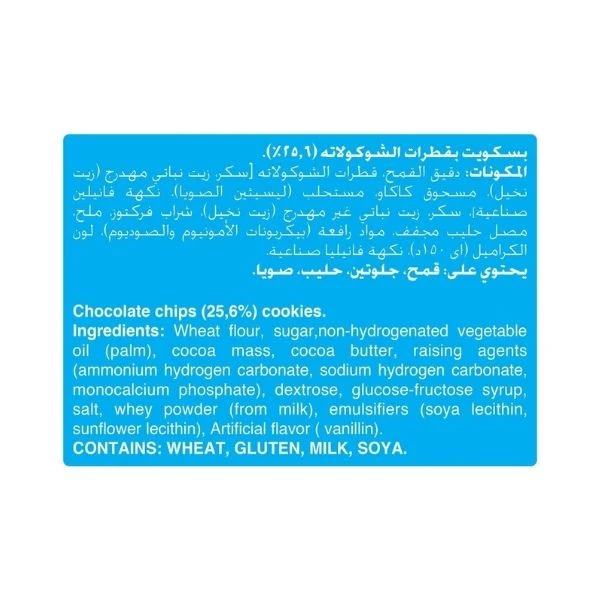 بسكويت بقطرات الشوكولاته (٢٥,٦٪).
المكونات: دقيق القمح، قطرات الشوكولاته [سكر، زيت نباتي مهدرج (زيت
نخيل)، مسحوق كاكاو، مستحلب (ليسيثين الصويا)، نكهة فانيلين
صناعية]، سكر، زيت نباتي غير مهدرج (زيت نخيل)، شراب فركتوز، ملح،
مصل حليب مجفف، مواد رافعة (بيكربونات الأمونيوم والصوديوم)، لون
الكراميل (اى ١٥٠د)، نكهة فانيليا صناعية.
يحتوي على: قمح، جلوتين، حليب، صويا.
Chocolate chips (25,6%) cookies.
Ingredients: Wheat flour, sugar,non-hydrogenated vegetable
oil (palm), cocoa mass, cocoa butter, raising agents
(ammonium hydrogen carbonate, sodium hydrogen carbonate,
monocalcium phosphate), dextrose, glucose-fructose syrup,
salt, whey powder (from milk), emulsifiers (soya lecithin,
sunflower lecithin), Artificial flavor ( vanillin).
CONTAINS: WHEAT, GLUTEN, MILK, SOYA.